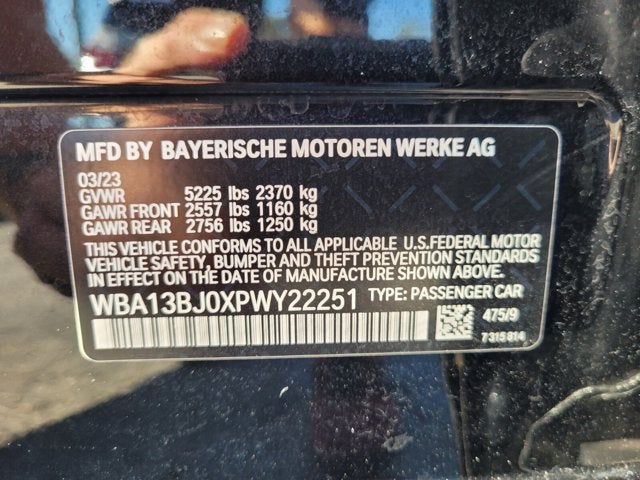 MFD BY BAYERISCHE MOTOREN WERKE AG
03/23
GVWR 5225 lbs 2370 kg
GAWR FRONT 2557 lbs 1160 kg
GAWR REAR 2756 lbs 1250 kg
THIS VEHICLE CONFORMS TO ALL APPLICABLE U.S.FEDERAL MOTOR
VEHICLE SAFETY, BUMPER AND THEFT PREVENTION STANDARDS
IN EFFECT ON THE DATE OF MANUFACTURE SHOWN ABOVE.
WBA13BJ0XPWY22251 TYPE: PASSENGER CAR
475/9
7315814